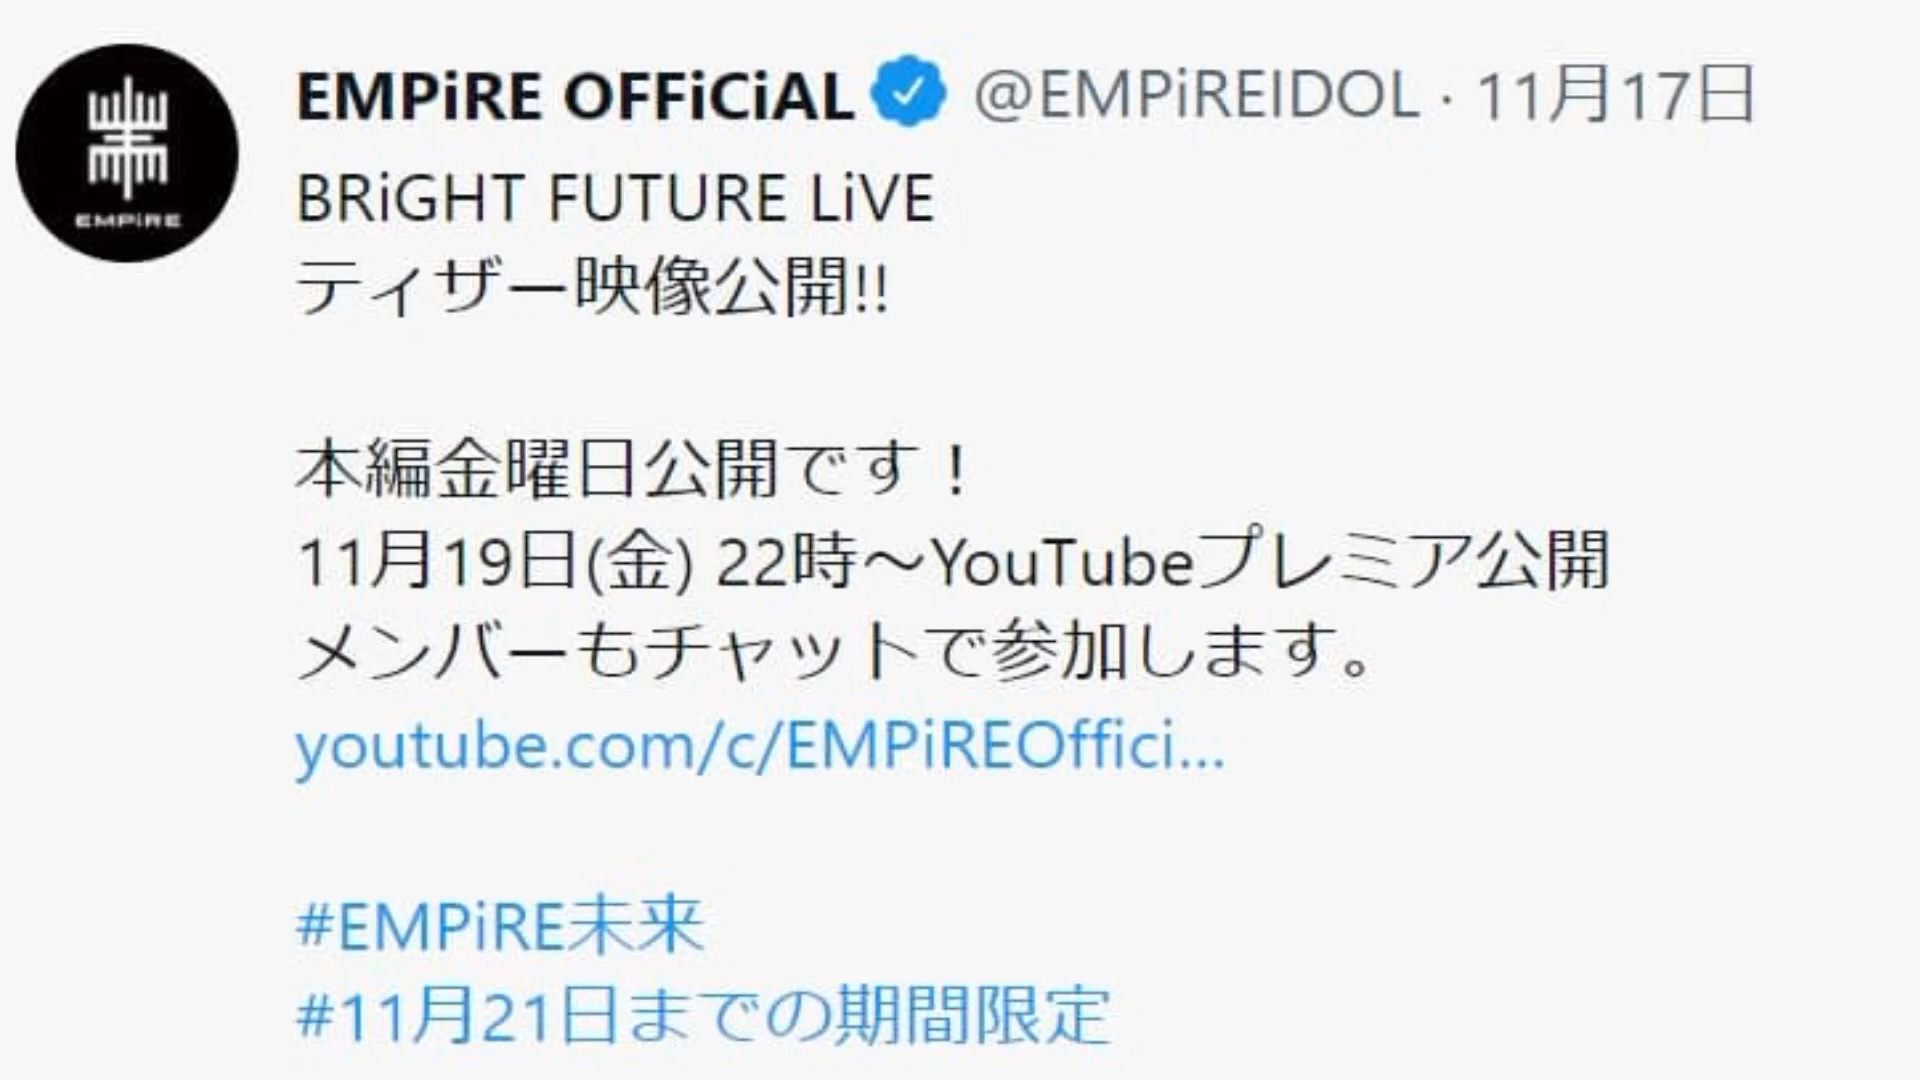 EMPiRE
EMPiRE OFFiCiAL @EMPiREIDOL · 11月17日
BRiGHT FUTURE LiVE
ティザー映像公開!!
本編金曜日公開です！
11月19日(金) 22時～YouTubeプレミア公開
メンバーもチャットで参加します。
youtube.com/c/EMPiREOffici...
#EMPiRE未来
#11月21日までの期間限定